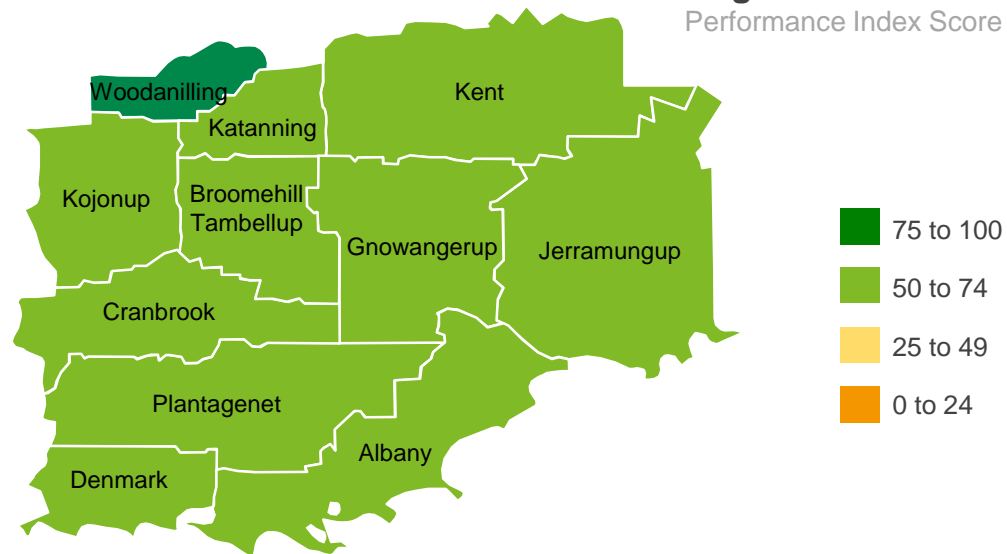 Performance Index Score
Woodanilling
Katanning
Kent
Kojonup
Broomehill
Tambellup
Gnowangerup
Jerramungup
Cranbrook
Plantagenet
Albany
Denmark
75 to 100
50 to 74
25 to 49
0 to 24